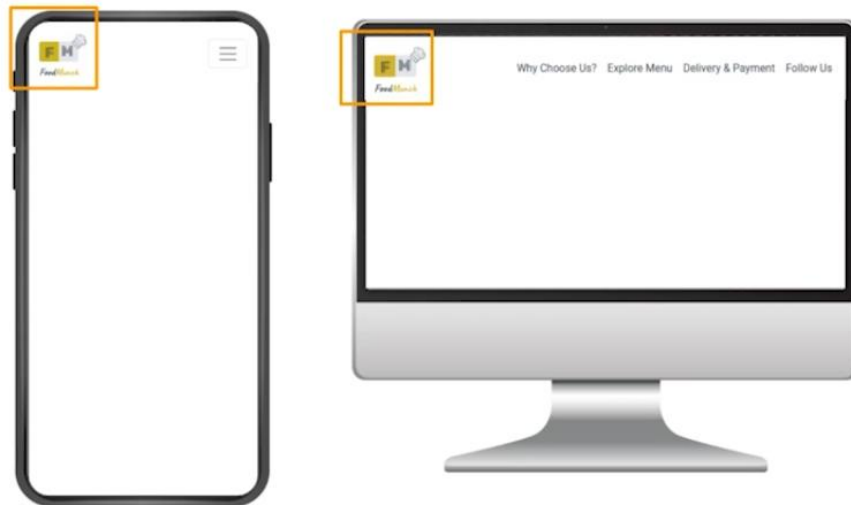 F M
FoodMunch
F M
FoodMunch
Why Choose Us? Explore Menu Delivery & Payment Follow Us